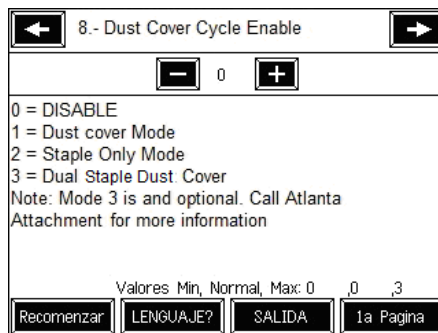 8.- Dust Cover Cycle Enable
- 0 +
0 = DISABLE
1 = Dust cover Mode
2 = Staple Only Mode
3 = Dual Staple Dust Cover
Note: Mode 3 is and optional. Call Atlanta
Attachment for more information
Valores Min, Normal, Max: 0 ,0 ,3
Recomenzar LENGUAJE? SALIDA 1a Pagina